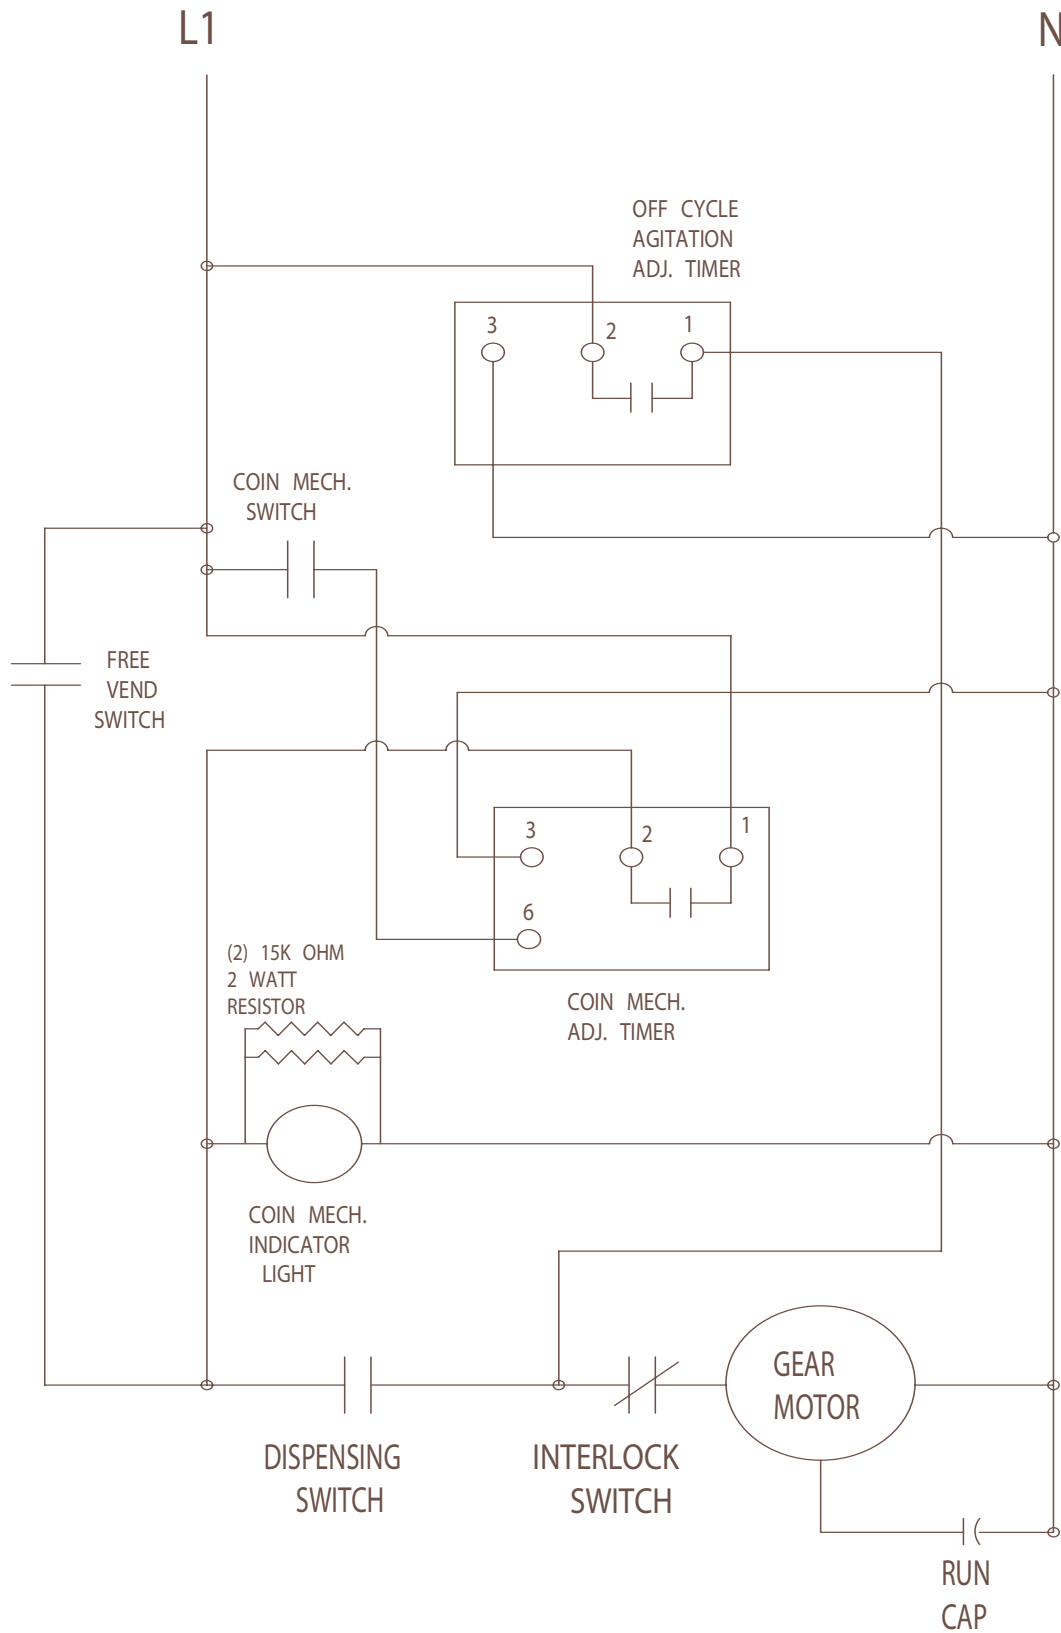 L1
N
OFF CYCLE
AGITATION
ADJ. TIMER
3
2
1
COIN MECH.
SWITCH
FREE
VEND
SWITCH
3
2
1
6
(2) 15K OHM
2 WATT
RESISTOR
COIN MECH.
ADJ. TIMER
COIN MECH.
INDICATOR
LIGHT
GEAR
MOTOR
DISPENSING
SWITCH
INTERLOCK
SWITCH
RUN
CAP